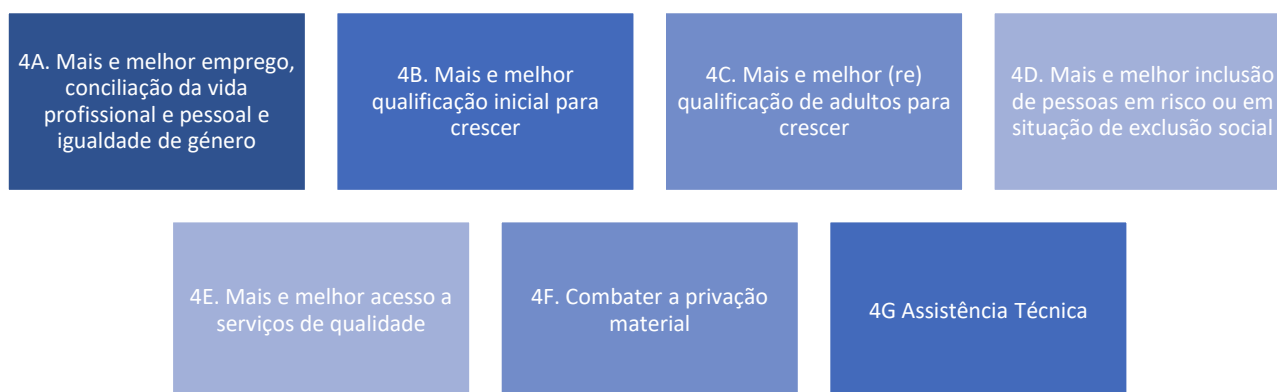 4A. Mais e melhor emprego,
conciliação da vida
profissional e pessoal e
igualdade de género
4B. Mais e melhor
qualificação inicial para
crescer
4C. Mais e melhor (re)
qualificação de adultos para
crescer
4D. Mais e melhor inclusão
de pessoas em risco ou em
situação de exclusão social
4E. Mais e melhor acesso a
serviços de qualidade
4F. Combater a privação
material
4G Assistência Técnica